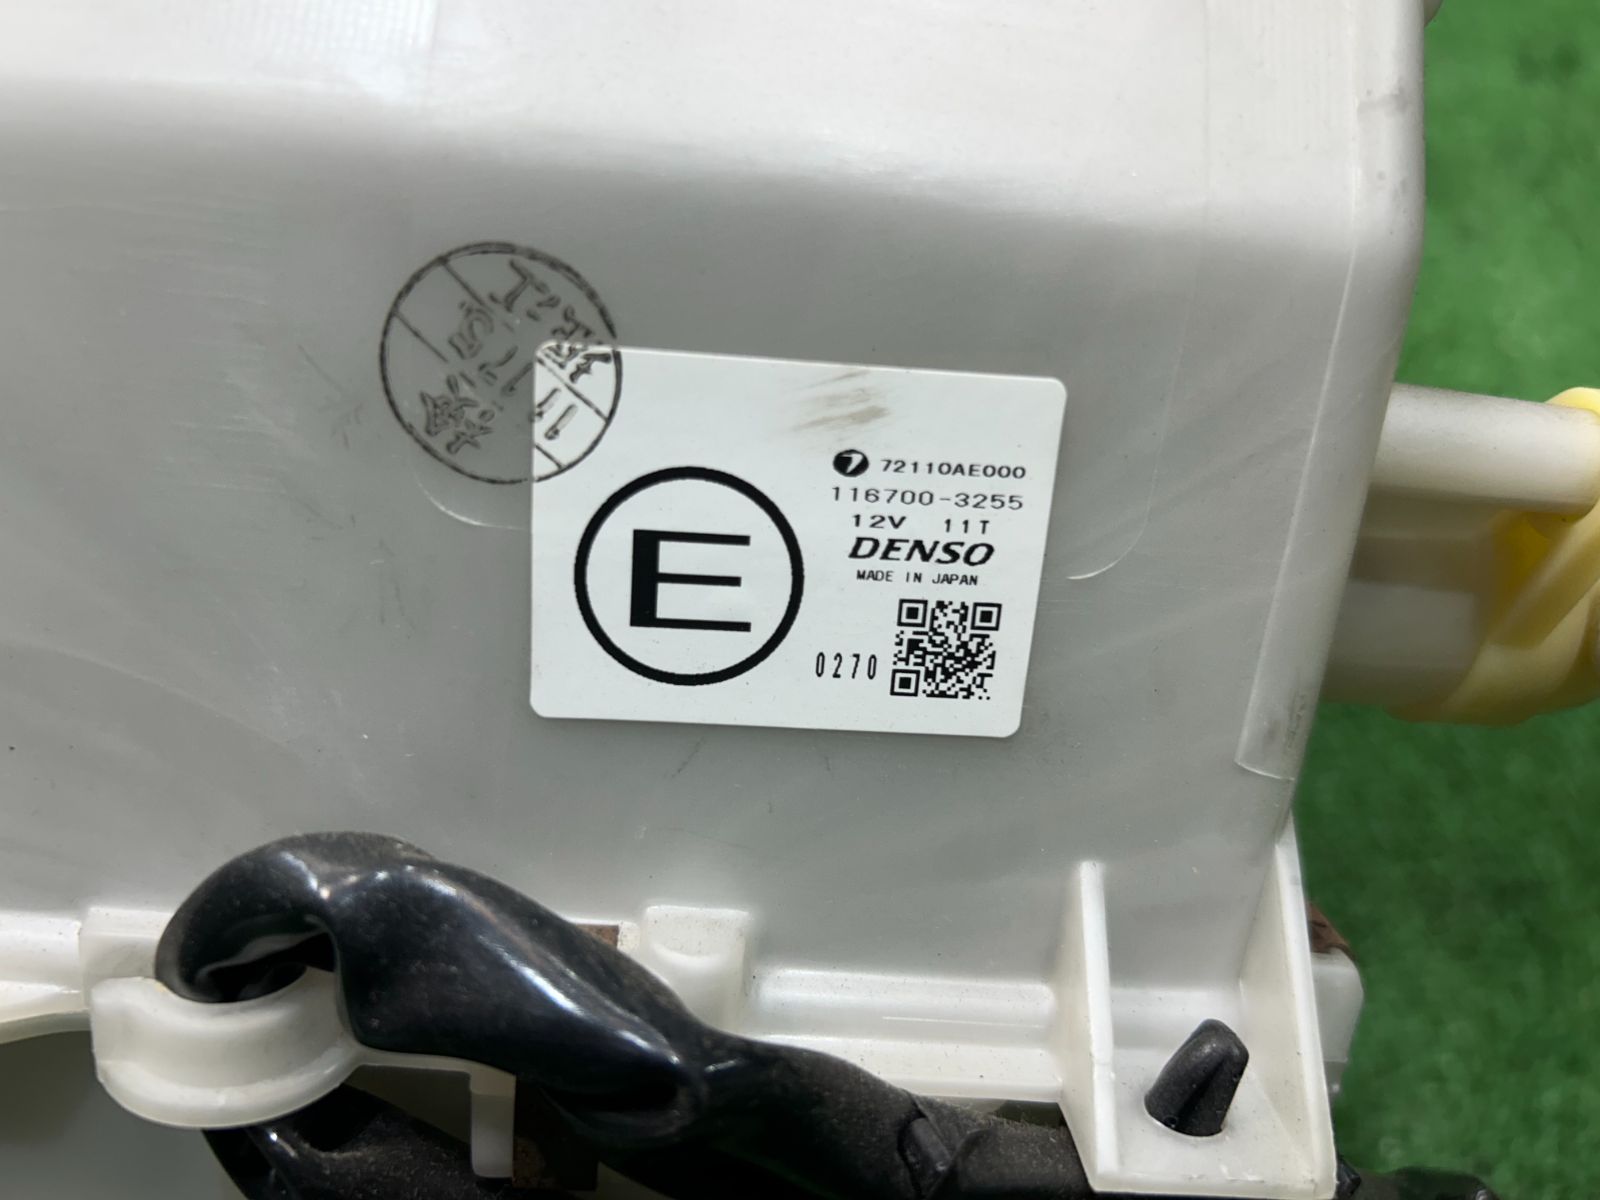 72110AE000
116700-3255
12V 11T
DENSO
MADE IN JAPAN
E
0270